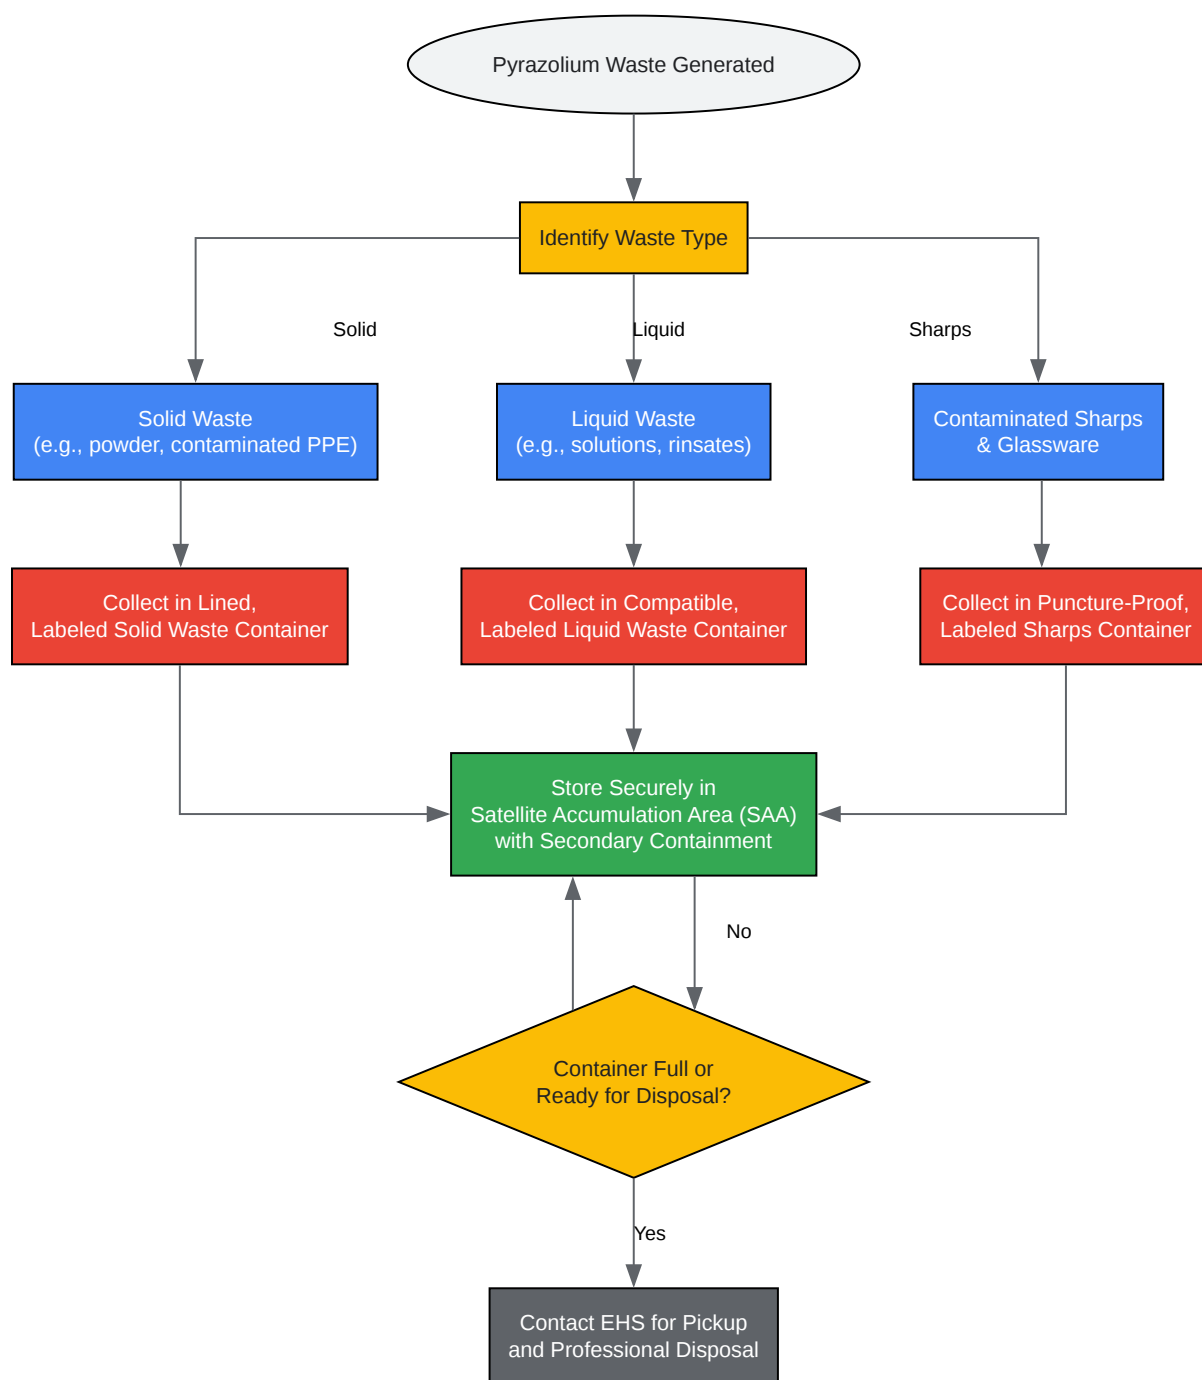 Pyrazolium Waste Generated
Identify Waste Type
Solid
Liquid
Sharps
Solid Waste
(e.g., powder, contaminated PPE)
Liquid Waste
(e.g., solutions, rinsates)
Contaminated Sharps
& Glassware
Collect in Lined,
Labeled Solid Waste Container
Collect in Compatible,
Labeled Liquid Waste Container
Collect in Puncture-Proof,
Labeled Sharps Container
Store Securely in
Satellite Accumulation Area (SAA)
with Secondary Containment
No
Container Full or
Ready for Disposal?
Yes
Contact EHS for Pickup
and Professional Disposal